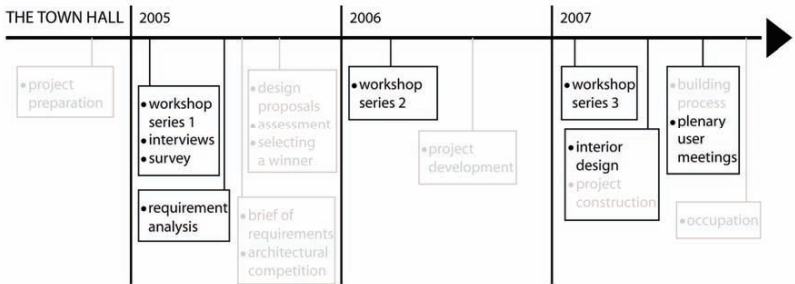 THE TOWN HALL
2005
2006
2007
• project
preparation
• workshop
series 1
• interviews
• survey
• requirement
analysis
• design
proposals
• assessment
• selecting
a winner
• brief of
requirements
• architectural
competition
• workshop
series 2
• project
development
• workshop
series 3
• interior
design
• project
construction
• building
process
• plenary
user
meetings
• occupation